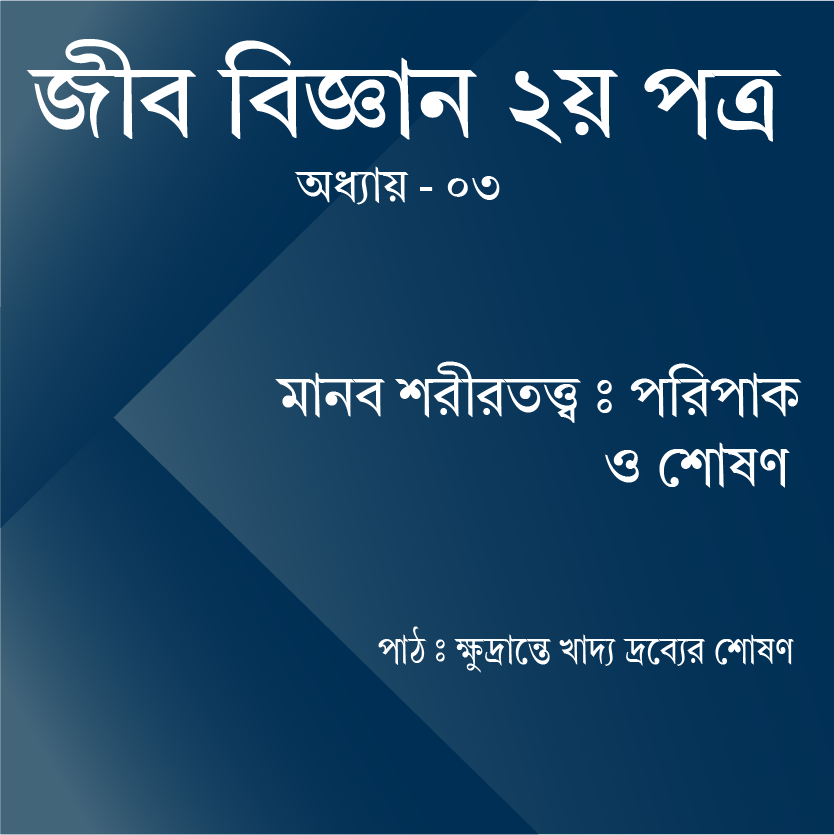 জীব বিজ্ঞান ২য় পত্র
অধ্যায় - ০৩
মানব শরীরতত্ত্ব ঃ পরিপাক
ও শোষণ
পাঠ ঃ ক্ষুদ্রান্তে খাদ্য দ্রব্যের শোষণ